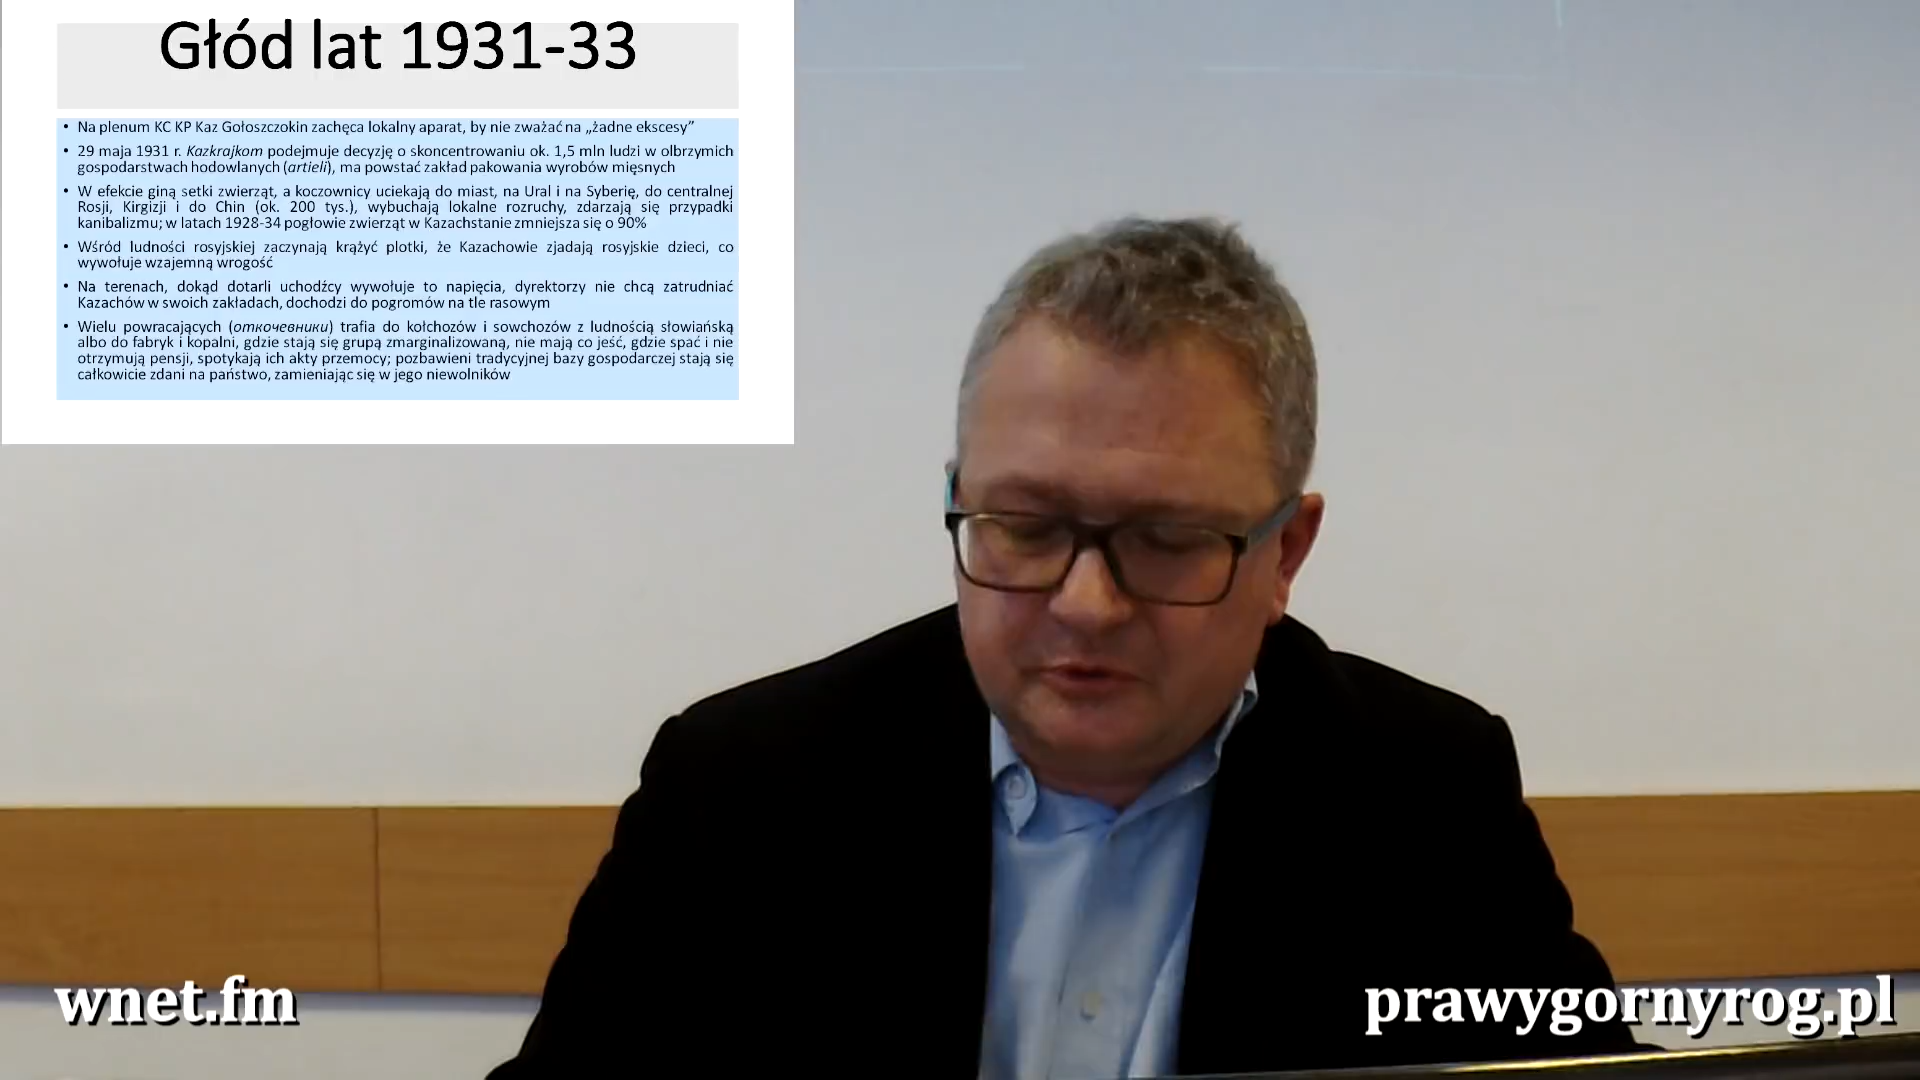 Głód lat 1931-33
• Na plenum KC KP Kaz Gołoszczokin zachęca lokalny aparat, by nie zważać na „żadne ekscesy”
• 29 maja 1931 r. Kazkrajkom podejmuje decyzję o skoncentrowaniu ok. 1,5 mln ludzi w olbrzymich
gospodarstwach hodowlanych (artieli), ma powstać zakład pakowania wyrobów mięsnych
• W efekcie giną setki zwierząt, a koczownicy uciekają do miast, na Ural i na Syberię, do centralnej
Rosji, Kirgizji i do Chin (ok. 200 tys.), wybuchają lokalne rozruchy, zdarzają się przypadki
kanibalizmu; w latach 1928-34 pogłowie zwierząt w Kazachstanie zmniejsza się o 90%
• Wśród ludności rosyjskiej zaczynają krążyć plotki, że Kazachowie zjadają rosyjskie dzieci, co
wywołuje wzajemną wrogość
• Na terenach, dokąd dotarli uchodźcy wywołuje to napięcia, dyrektorzy nie chcą zatrudniać
Kazachów w swoich zakładach, dochodzi do pogromów na tle rasowym
• Wielu powracających (откочевники) trafia do kołchozów i sowchozów z ludnością słowiańską
albo do fabryk i kopalni, gdzie stają się grupą zmarginalizowaną, nie mają co jeść, gdzie spać i nie
otrzymują pensji, spotykają ich akty przemocy; pozbawieni tradycyjnej bazy gospodarczej stają się
całkowicie zdani na państwo, zamieniając się w jego niewolników
wnet.fm
prawygornyrog.pl